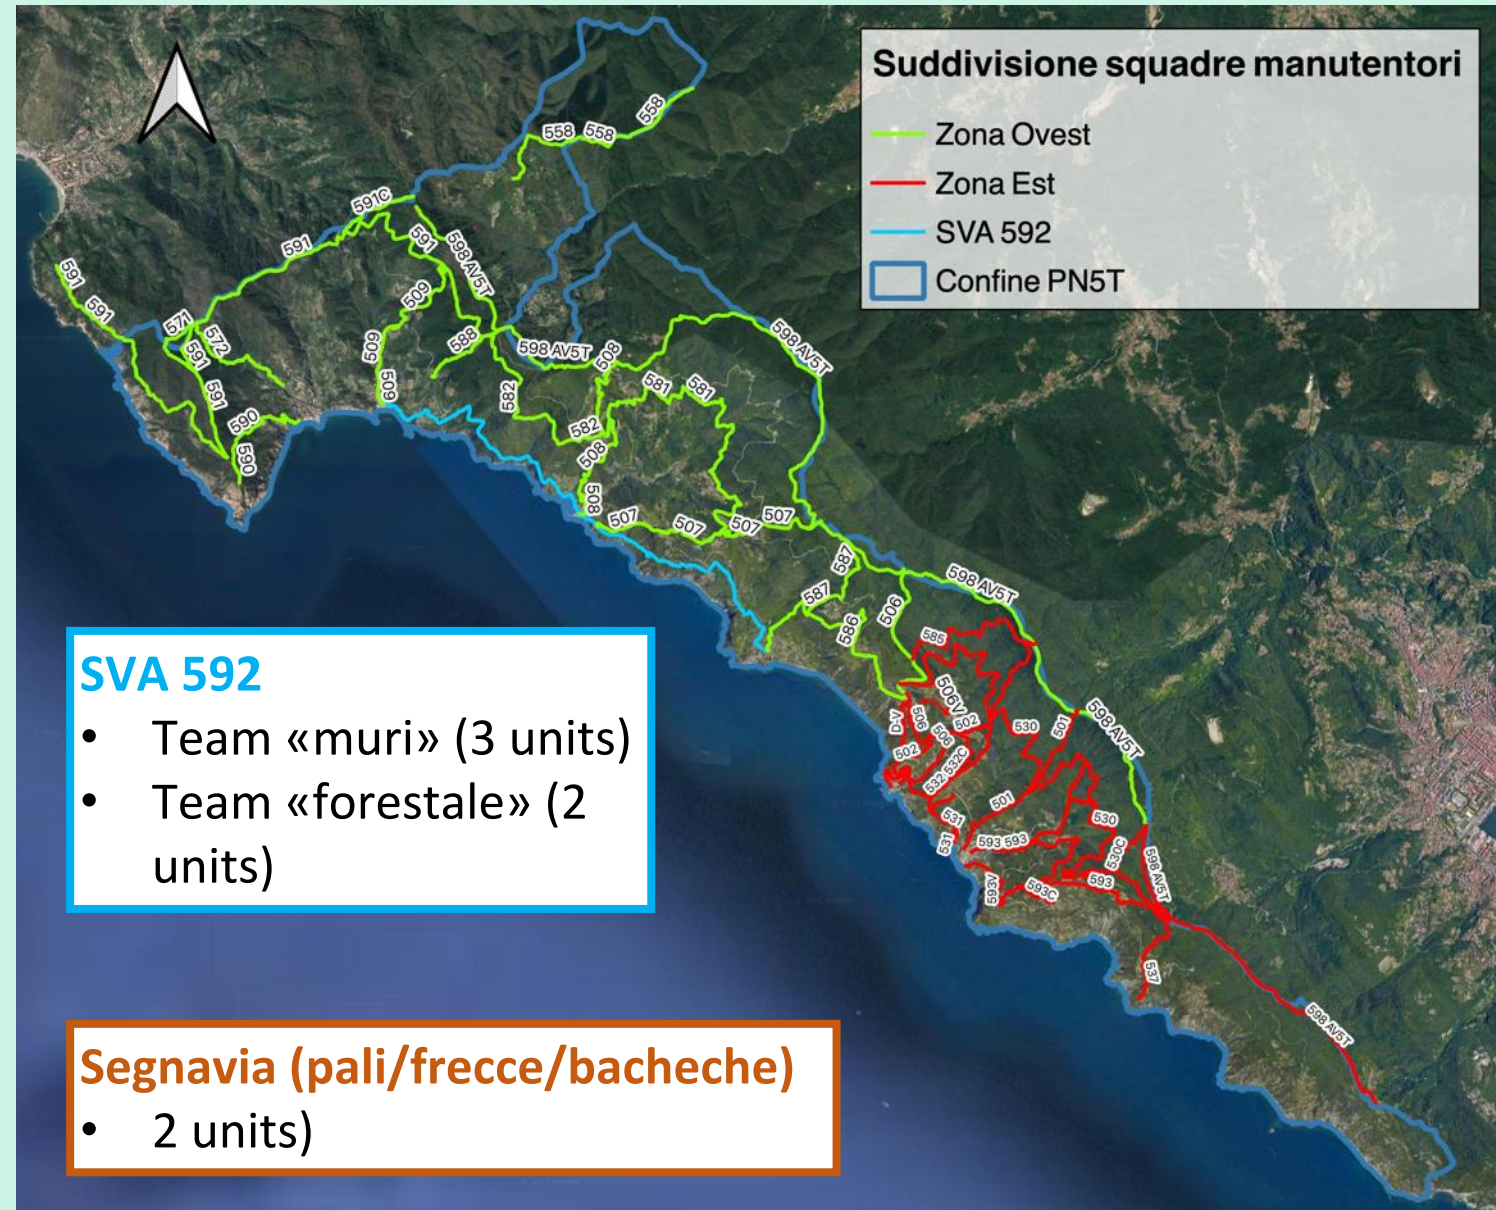 Suddivisione squadre manutentori
Zona Ovest
Zona Est
SVA 592
Confine PN5T
558
558
558
591C
591
591
598 AV5T
591
591
509
571
572
591
509
588
598 AV5T
508
598 AV5T
509
582
581
581
591
590
582
590
508
508
507
507
507
507
587
598 AV5T
587
506
586
585
506V
D-V
506
502
530
501
598 AV5T
506
502
532C
532
501
531
530
531
593
593
530C
598 AV5T
593V
593C
593
537
598 AV5T
SVA 592
• Team «muri» (3 units)
• Team «forestale» (2
units)
Segnavia (pali/frecce/bacheche)
• 2 units)